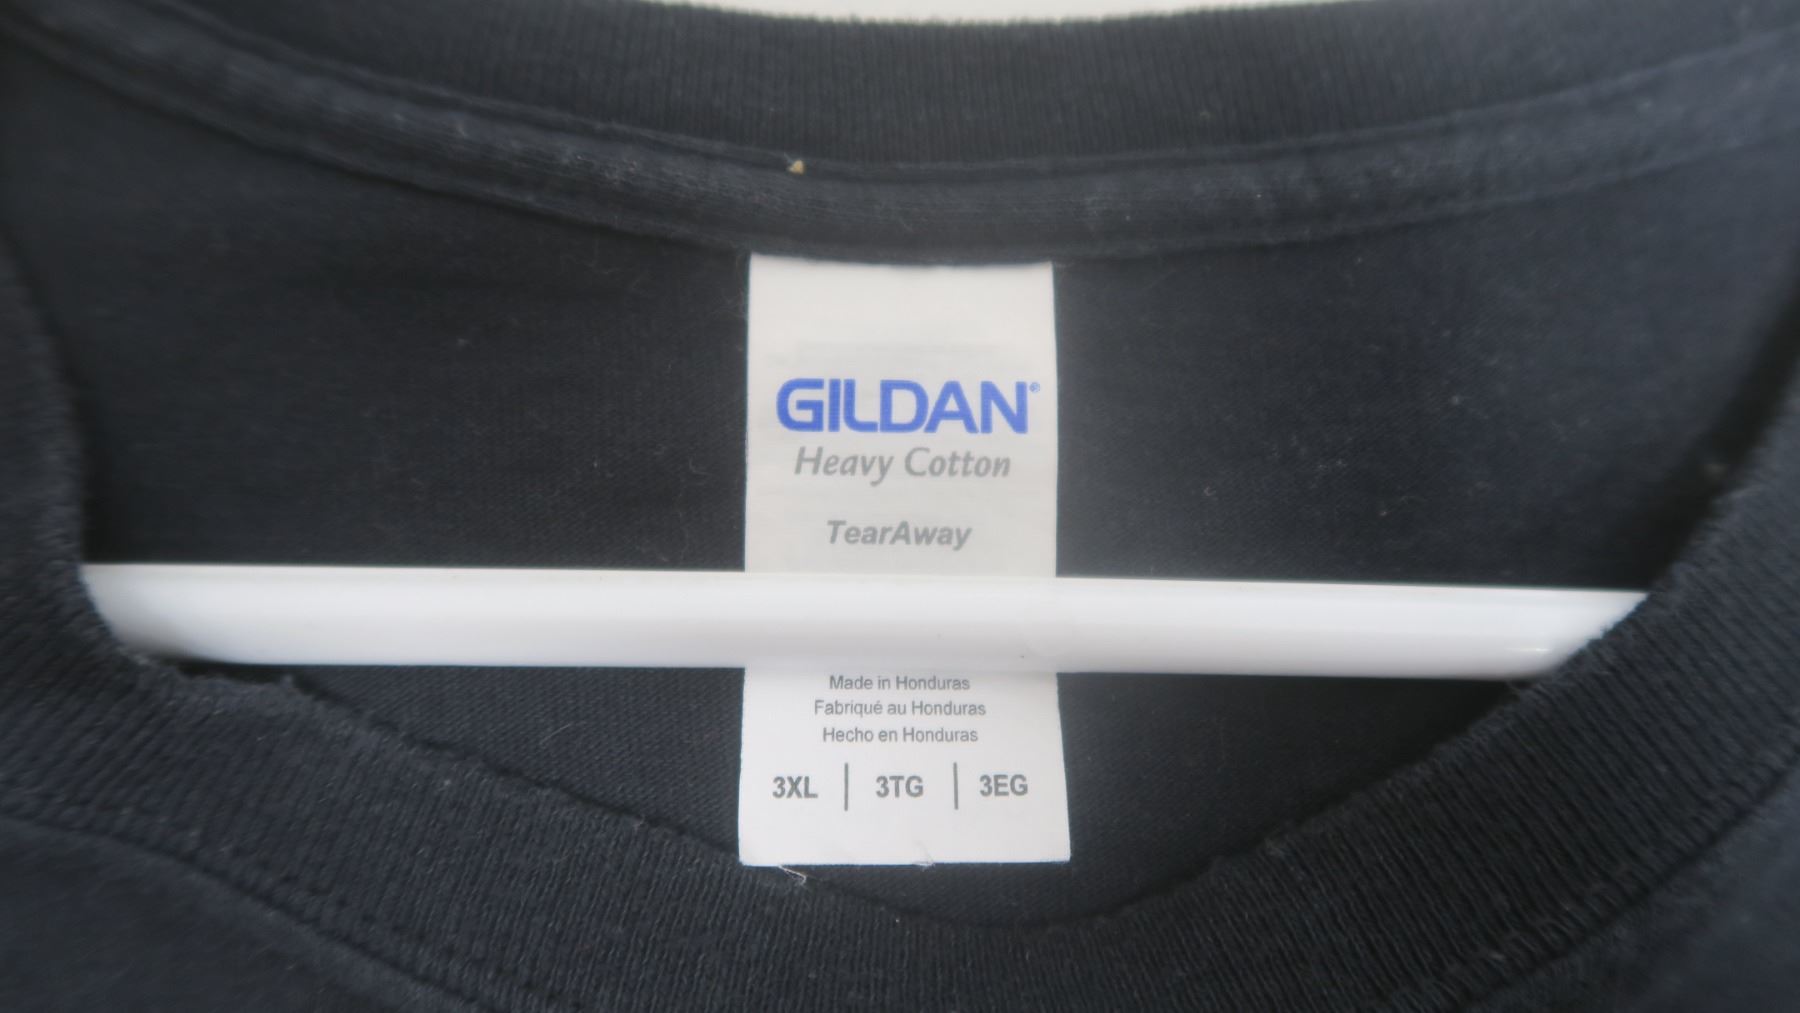 GILDAN®
Heavy Cotton
TearAway
Made in Honduras
Fabriqué au Honduras
Hecho en Honduras
3XL | 3TG | 3EG